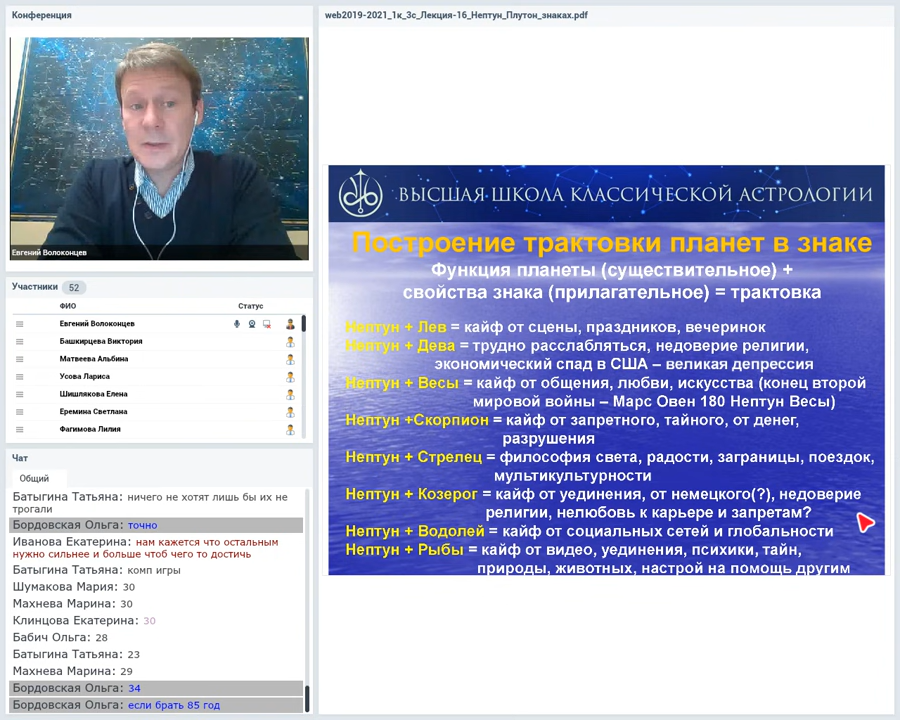 Конференция
Евгений Волоконцев
Участники 52
ФИО Статус
Евгений Волоконцев
Башкирцева Виктория
Матвеева Альбина
Усова Лариса
Шишлякова Елена
Еремина Светлана
Фагимова Лилия
Чат
Общий
Батыгина Татьяна: ничего не хотят лишь бы их не
трогали
Бордовская Ольга: точно
Иванова Екатерина: нам кажется что остальным
нужно сильнее и больше чтоб чего то достичь
Батыгина Татьяна: комп игры
Шумакова Мария: 30
Махнева Марина: 30
Клинцова Екатерина: 30
Бабич Ольга: 28
Батыгина Татьяна: 23
Махнева Марина: 29
Бордовская Ольга: 34
Бордовская Ольга: если брать 85 год
web2019-2021_1к_3с_Лекция-16_Нептун_Плутон_знаках.pdf
ВЫСШАЯ ШКОЛА КЛАССИЧЕСКОЙ АСТРОЛОГИИ
Построение трактовки планет в знаке
Функция планеты (существительное) +
свойства знака (прилагательное) = трактовка
Нептун + Лев = кайф от сцены, праздников, вечеринок
Нептун + Дева = трудно расслабляться, недоверие религии,
экономический спад в США – великая депрессия
Нептун + Весы = кайф от общения, любви, искусства (конец второй
мировой войны – Марс Овен 180 Нептун Весы)
Нептун +Скорпион = кайф от запретного, тайного, от денег,
разрушения
Нептун + Стрелец = философия света, радости, заграницы, поездок,
мультикультурности
Нептун + Козерог = кайф от уединения, от немецкого(?), недоверие
религии, нелюбовь к карьере и запретам?
Нептун + Водолей = кайф от социальных сетей и глобальности
Нептун + Рыбы = кайф от видео, уединения, психики, тайн,
природы, животных, настрой на помощь другим